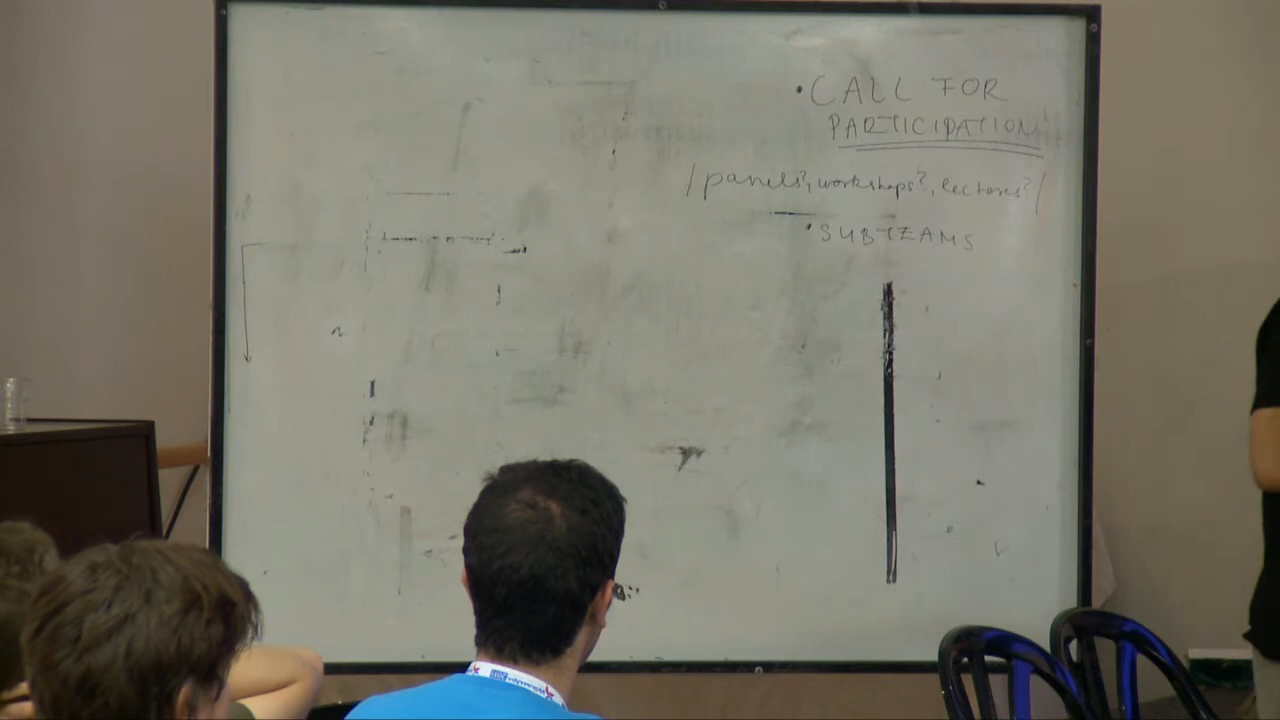 • CALL FOR
PARTICIPATION
/panels?, workshops?, lectures?/
• SUBTEAMS